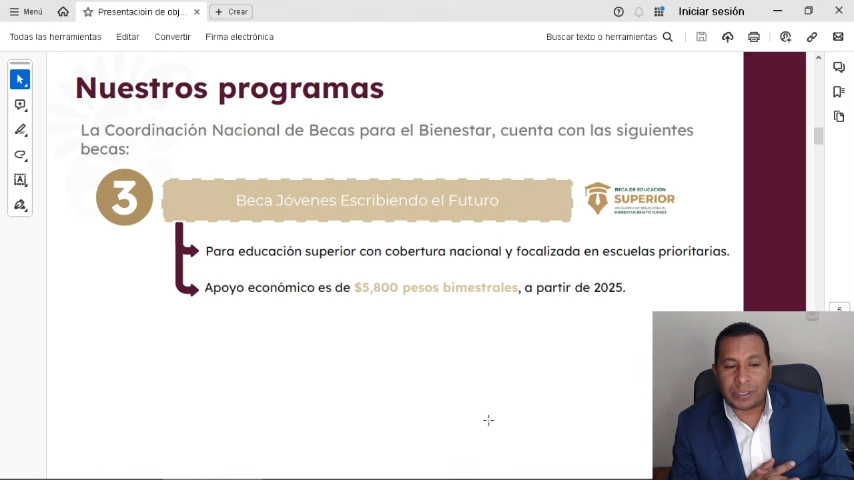 Menú
Presentacioin de obj...
Crear
Iniciar sesión
Todas las herramientas
Editar
Convertir
Firma electrónica
Buscar texto o herramientas
Nuestros programas
La Coordinación Nacional de Becas para el Bienestar, cuenta con las siguientes
becas:
3
Beca Jóvenes Escribiendo el Futuro
BECA DE EDUCACIÓN
SUPERIOR
Para educación superior con cobertura nacional y focalizada en escuelas prioritarias.
Apoyo económico es de $5,800 pesos bimestrales, a partir de 2025.